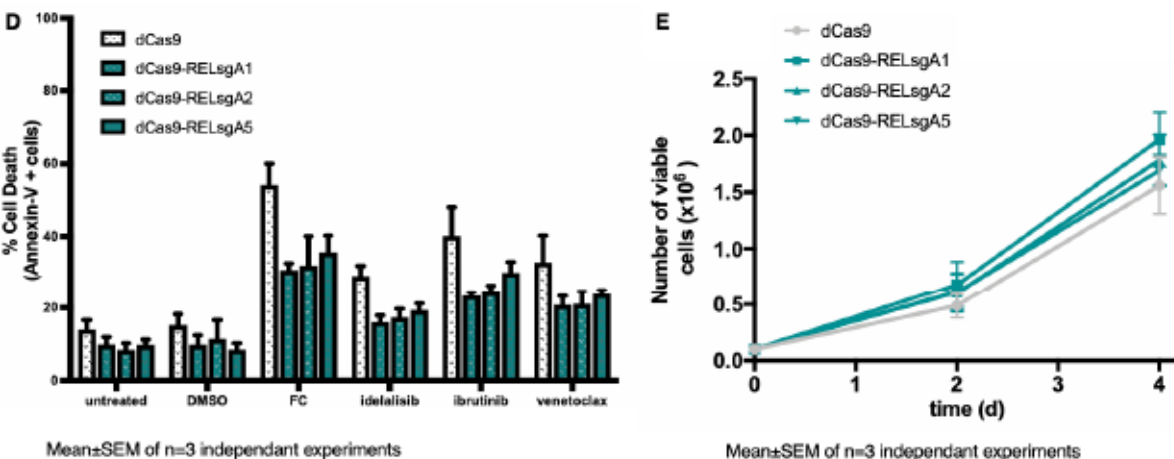 D
100
80
60
40
20
0
% Cell Death
(Annexin-V + cells)
dCas9
dCas9-RELsgA1
dCas9-RELsgA2
dCas9-RELsgA5
untreated DMSO FC idelalisib ibrutinib venetoclax
Mean±SEM of n=3 independant experiments
E
dCas9
dCas9-RELsgA1
dCas9-RELsgA2
dCas9-RELsgA5
2.5
2.0
1.5
1.0
0.5
0.0
Number of viable
cells (x10⁶ )
0 1 2 3 4
time (d)
Mean±SEM of n=3 independant experiments